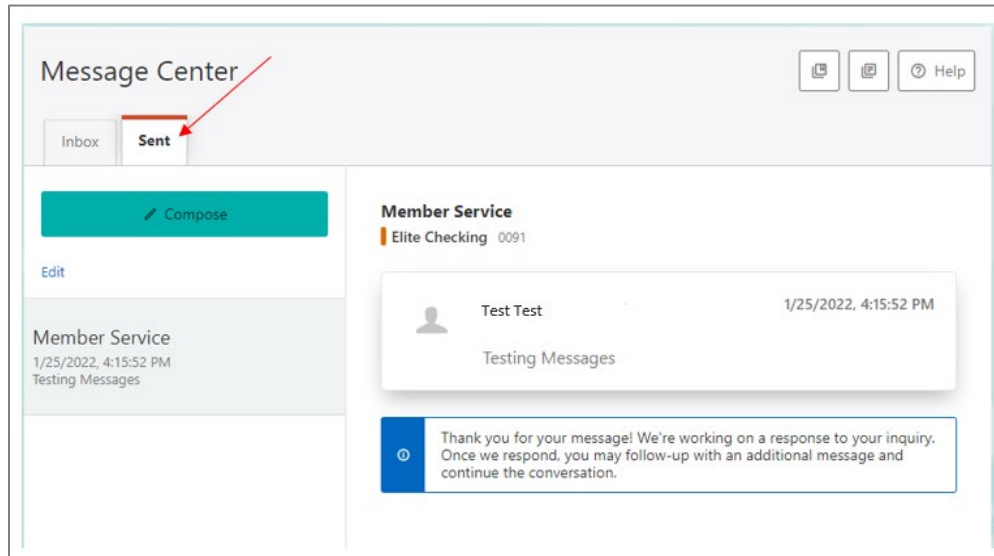 Message Center
Help
Inbox
Sent
Compose
Edit
Member Service
1/25/2022, 4:15:52 PM
Testing Messages
Member Service
Elite Checking 0091
Test Test
1/25/2022, 4:15:52 PM
Testing Messages
Thank you for your message! We're working on a response to your inquiry.
Once we respond, you may follow-up with an additional message and
continue the conversation.